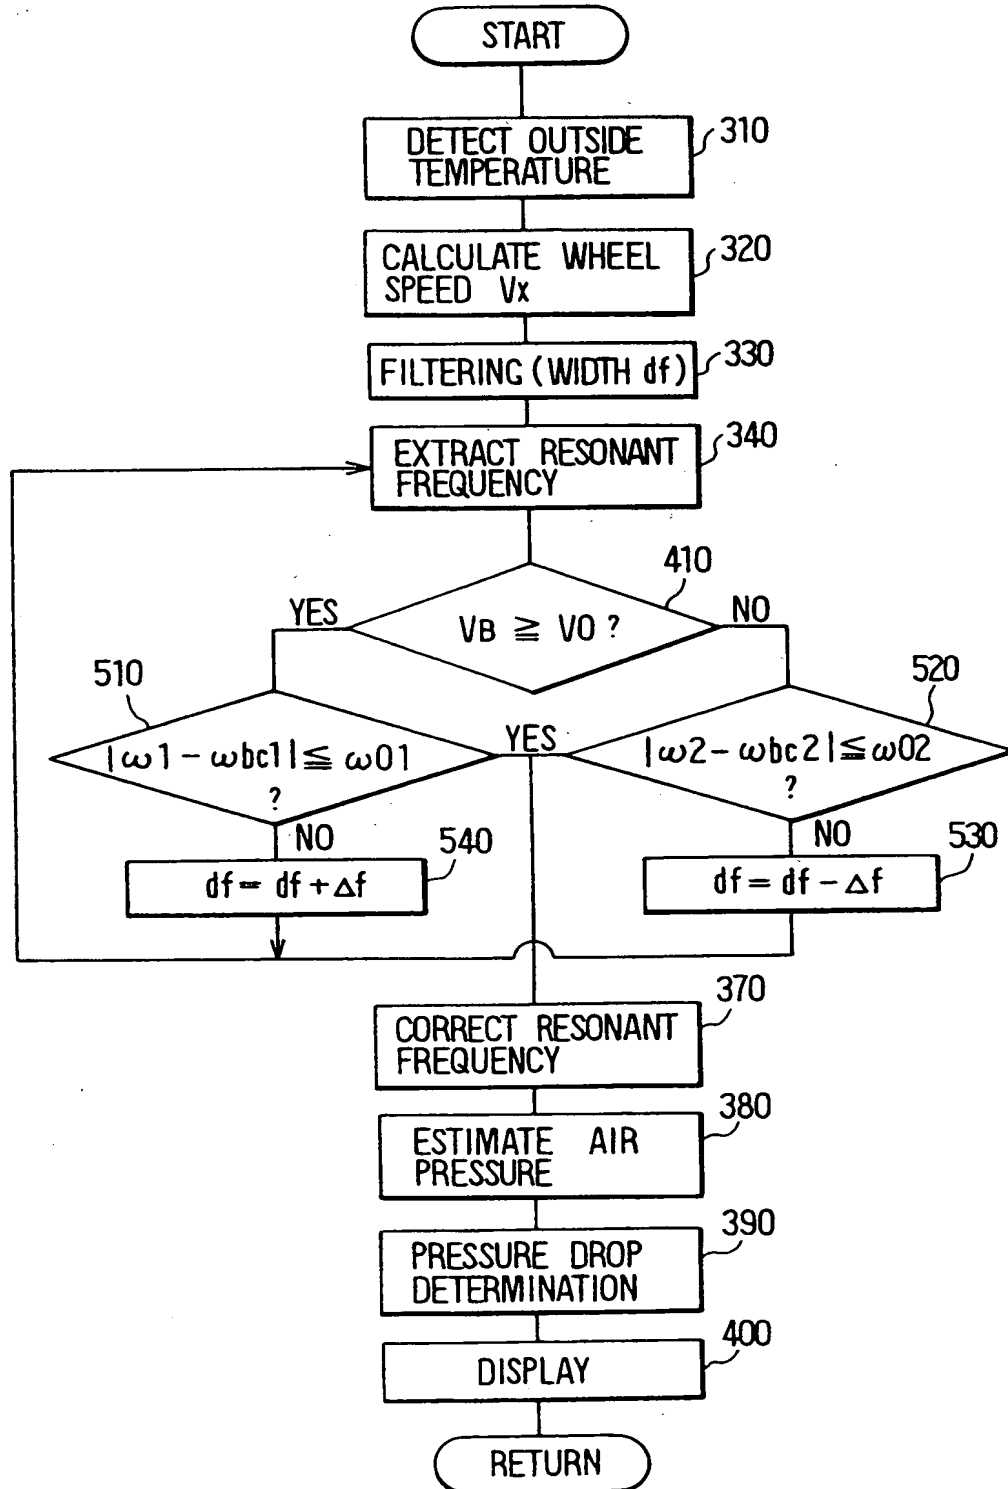 START
DETECT OUTSIDE
TEMPERATURE
310
CALCULATE WHEEL
SPEED Vx
320
FILTERING (WIDTH df)
330
EXTRACT RESONANT
FREQUENCY
340
410
YES
VB ≧ VO ?
NO
510
|ω1 - ωbc1| ≦ ω01
?
YES
520
|ω2 - ωbc2| ≦ ω02
?
NO
540
df = df + Δf
NO
530
df = df - Δf
370
CORRECT RESONANT
FREQUENCY
380
ESTIMATE AIR
PRESSURE
390
PRESSURE DROP
DETERMINATION
400
DISPLAY
RETURN